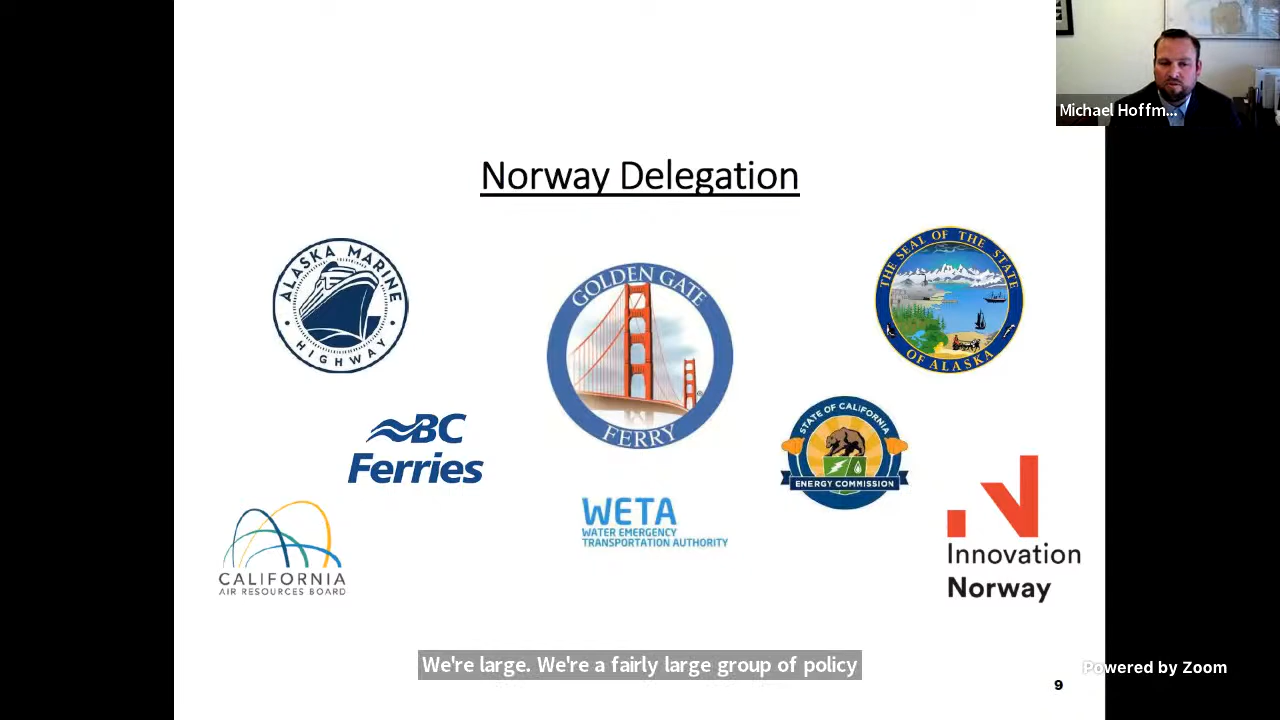 Michael Hoffm...
Norway Delegation
ALASKA MARINE
HIGHWAY
GOLDEN GATE
FERRY
THE SEAL OF THE STATE
OF ALASKA
BC
Ferries
STATE OF CALIFORNIA
ENERGY COMMISSION
WETA
WATER EMERGENCY
TRANSPORTATION AUTHORITY
CALIFORNIA
AIR RESOURCES BOARD
Innovation
Norway
We're large. We're a fairly large group of policy
Powered by Zoom
9